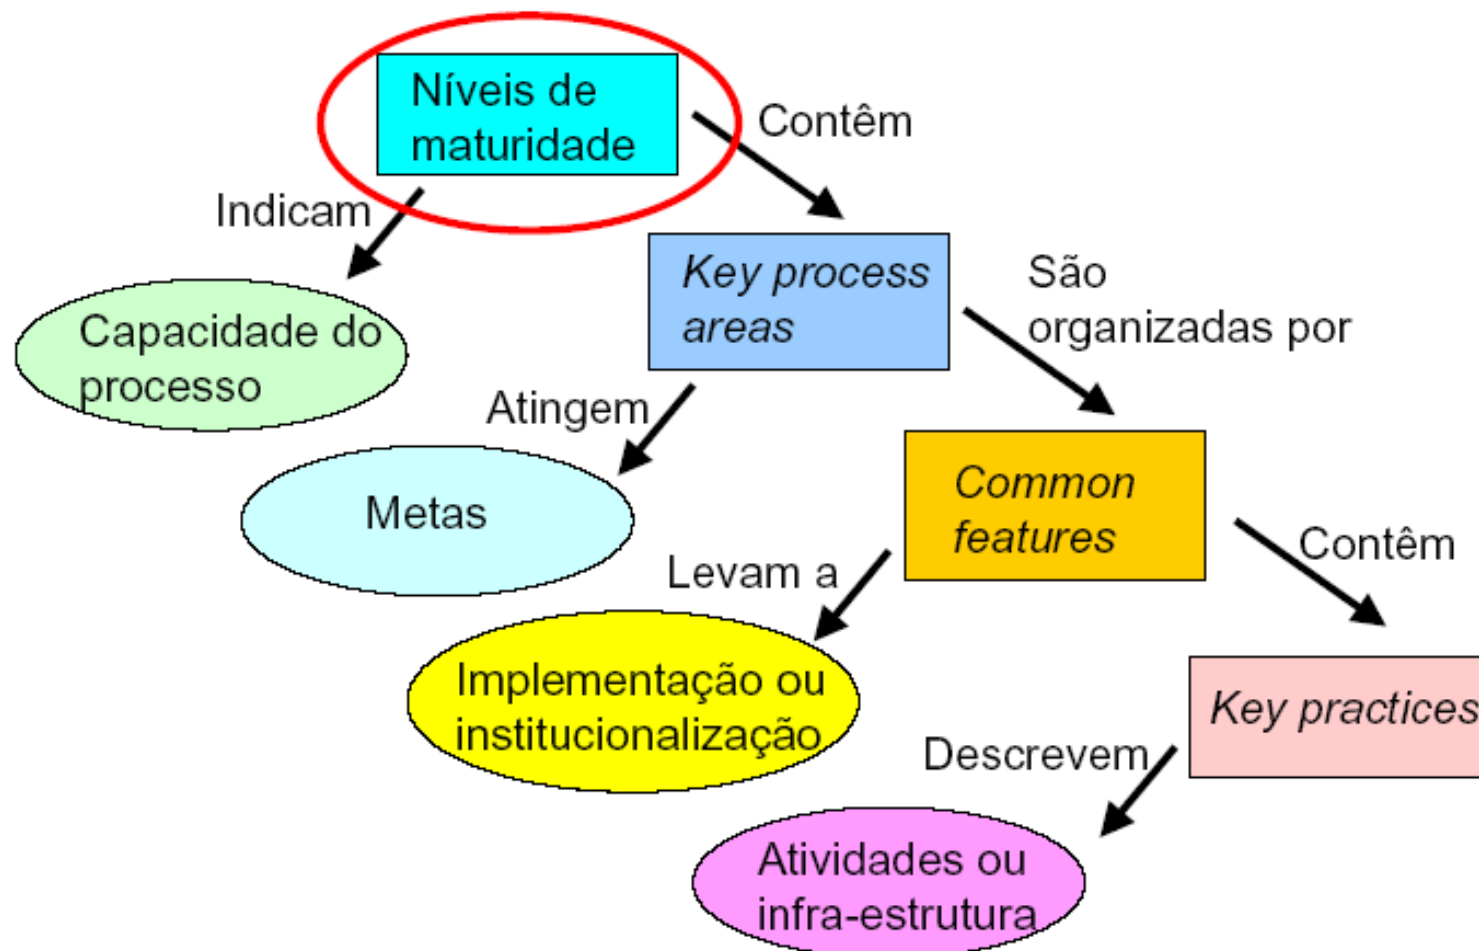 Níveis de
maturidade
Contêm
Indicam
Key process
areas
São
organizadas por
Capacidade do
processo
Atingem
Metas
Common
features
Contêm
Levam a
Implementação ou
institucionalização
Key practices
Descrevem
Atividades ou
infra-estrutura